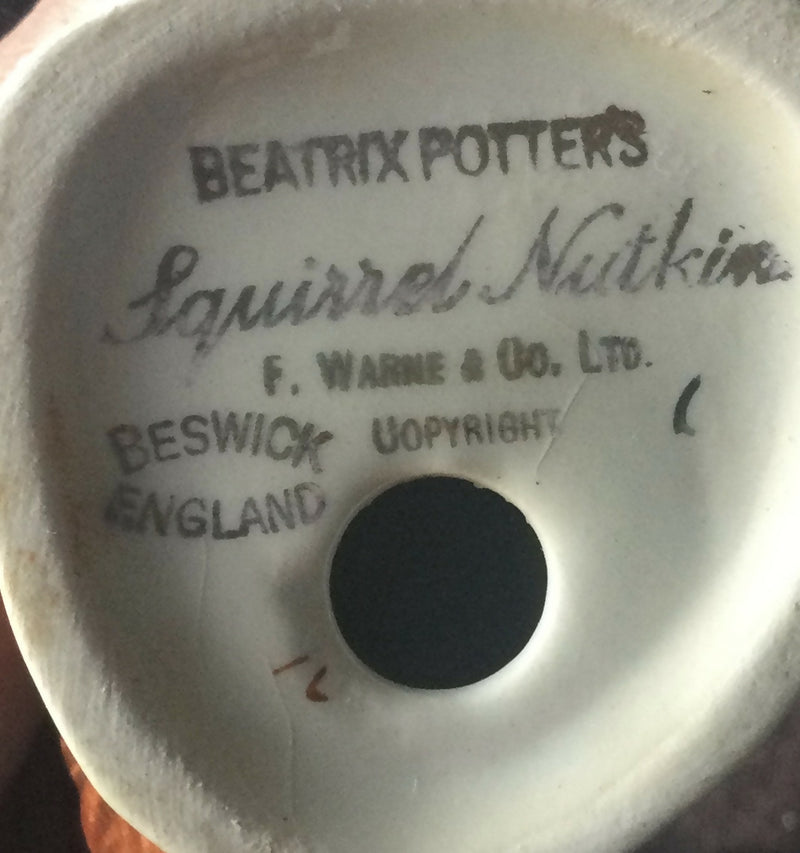 BEATRIX POTTER'S
Squirrel Nutkin
F. WARNE & CO. LTD.
BESWICK COPYRIGHT
ENGLAND